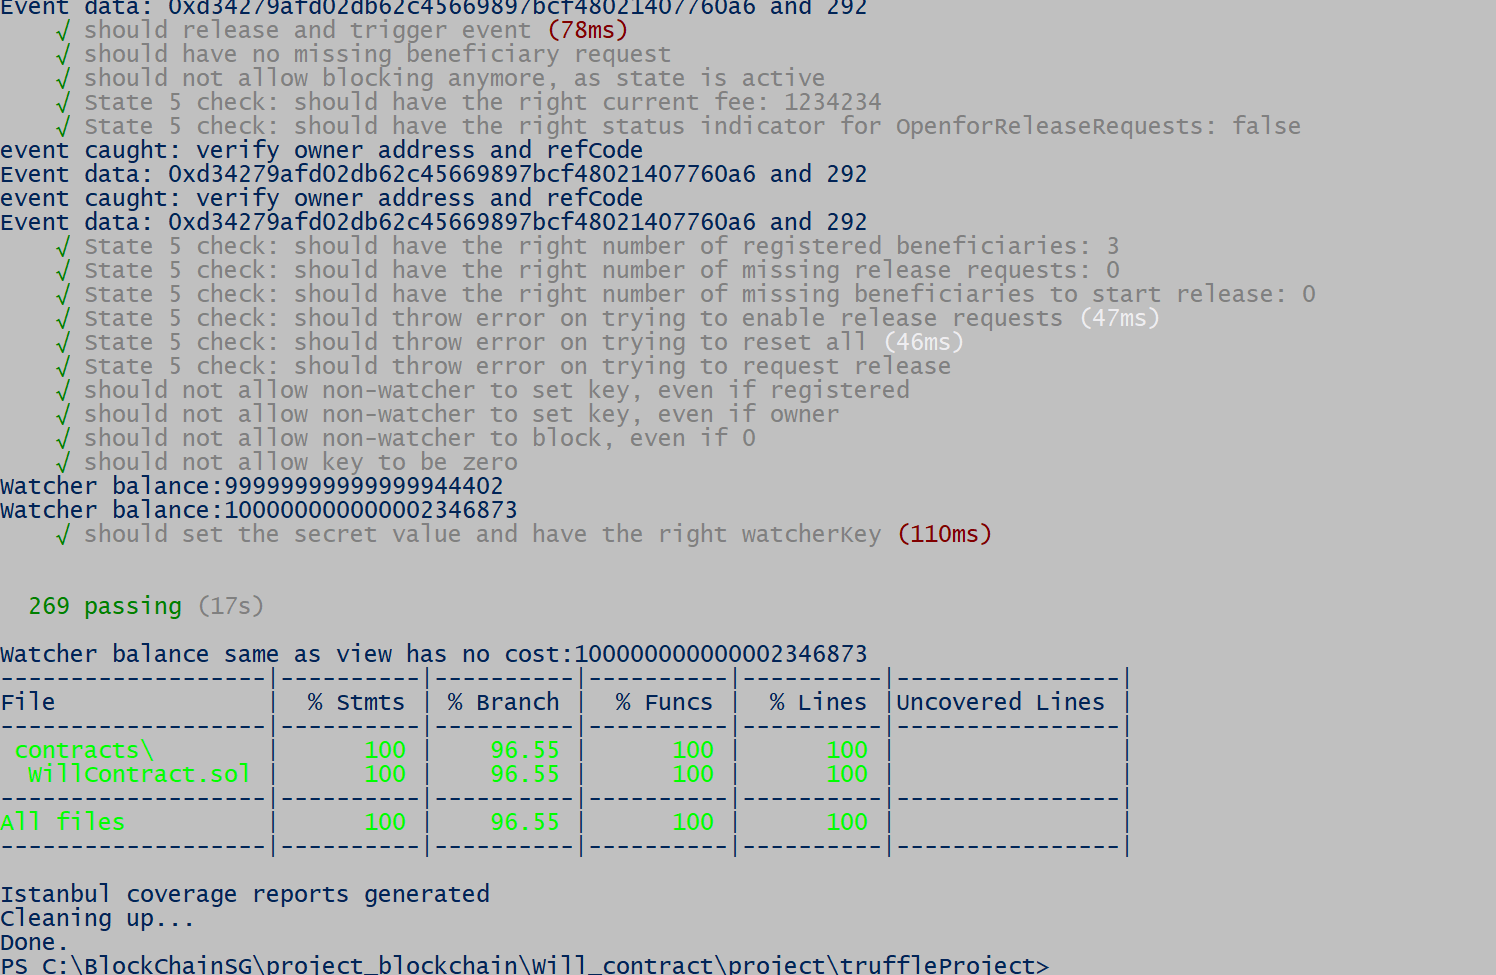 Event data: 0xd34279afd02db62c45669897bcf48021407760a6 and 292
√ should release and trigger event (78ms)
√ should have no missing beneficiary request
√ should not allow blocking anymore, as state is active
√ State 5 check: should have the right current fee: 1234234
√ State 5 check: should have the right status indicator for OpenforReleaseRequests: false
event caught: verify owner address and refCode
Event data: 0xd34279afd02db62c45669897bcf48021407760a6 and 292
event caught: verify owner address and refCode
Event data: 0xd34279afd02db62c45669897bcf48021407760a6 and 292
√ State 5 check: should have the right number of registered beneficiaries: 3
√ State 5 check: should have the right number of missing release requests: 0
√ State 5 check: should have the right number of missing beneficiaries to start release: 0
√ State 5 check: should throw error on trying to enable release requests (47ms)
√ State 5 check: should throw error on trying to reset all (46ms)
√ State 5 check: should throw error on trying to request release
√ should not allow non-watcher to set key, even if registered
√ should not allow non-watcher to set key, even if owner
√ should not allow non-watcher to block, even if 0
√ should not allow key to be zero
Watcher balance:99999999999999944402
Watcher balance:100000000000002346873
√ should set the secret value and have the right watcherKey (110ms)
269 passing (17s)
Watcher balance same as view has no cost:100000000000002346873
-------------------|----------|----------|----------|----------|----------------|
File | % Stmts | % Branch | % Funcs | % Lines |Uncovered Lines |
-------------------|----------|----------|----------|----------|----------------|
contracts\ | 100 | 96.55 | 100 | 100 | |
WillContract.sol | 100 | 96.55 | 100 | 100 | |
-------------------|----------|----------|----------|----------|----------------|
All files | 100 | 96.55 | 100 | 100 | |
-------------------|----------|----------|----------|----------|----------------|
Istanbul coverage reports generated
Cleaning up...
Done.
PS C:\BlockChainSG\project_blockchain\Will_contract\project\truffleProject>